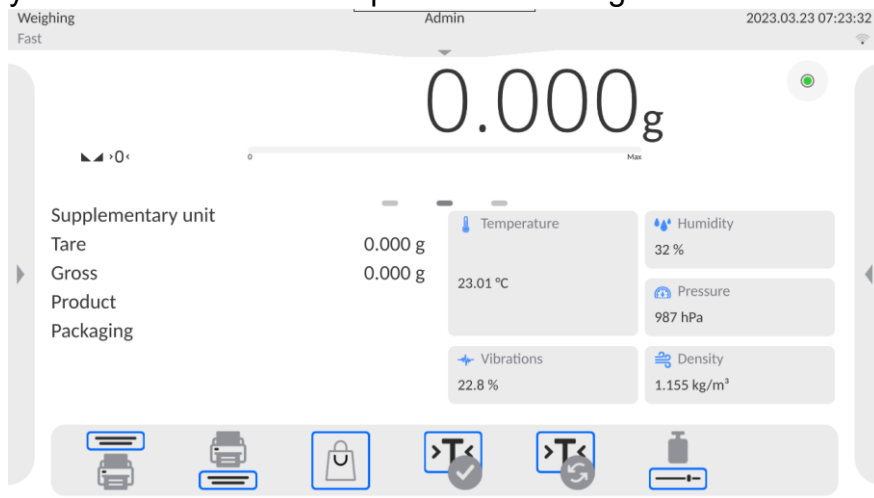 Weighing Admin 2023.03.23 07:23:32
Fast
0.000 g
›0‹ 0 Max
Supplementary unit
Tare 0.000 g
Gross 0.000 g
Product
Packaging
Temperature
23.01 °C
Humidity
32 %
Pressure
987 hPa
Vibrations
22.8 %
Density
1.155 kg/m³
›T‹ ›T‹